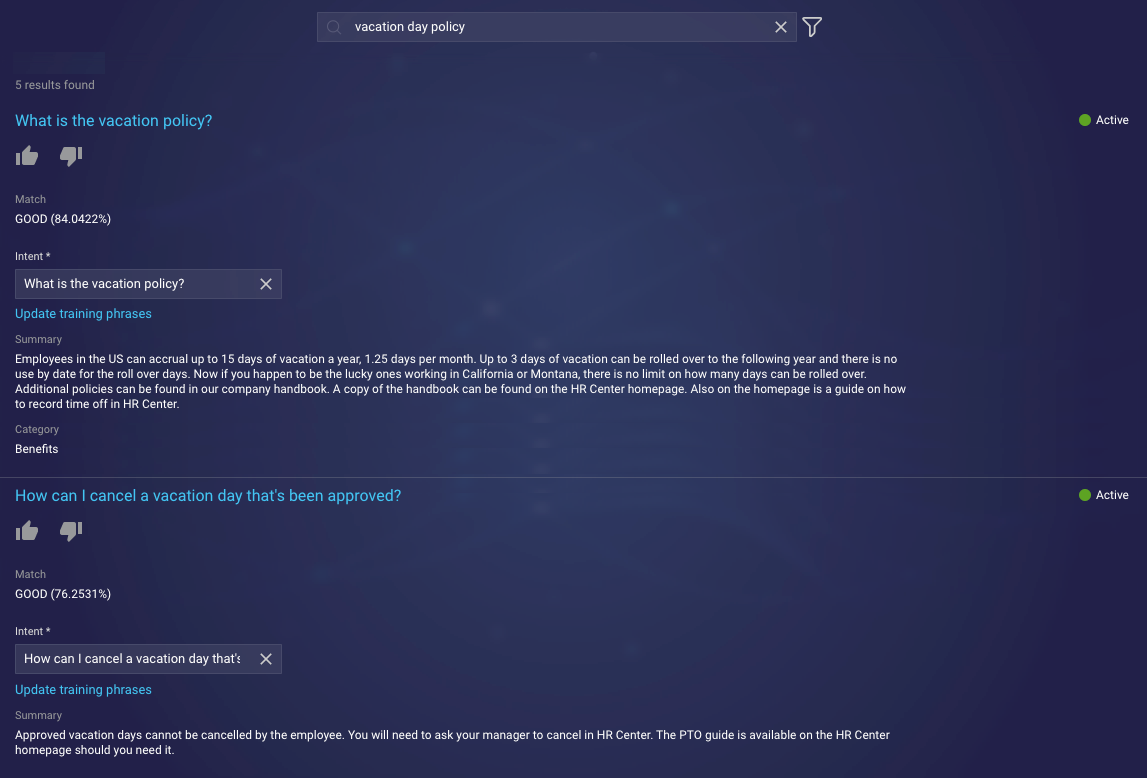 vacation day policy
5 results found
What is the vacation policy?
Active
Match
GOOD (84.0422%)
Intent *
What is the vacation policy?
Update training phrases
Summary
Employees in the US can accrual up to 15 days of vacation a year, 1.25 days per month. Up to 3 days of vacation can be rolled over to the following year and there is no
use by date for the roll over days. Now if you happen to be the lucky ones working in California or Montana, there is no limit on how many days can be rolled over.
Additional policies can be found in our company handbook. A copy of the handbook can be found on the HR Center homepage. Also on the homepage is a guide on how
to record time off in HR Center.
Category
Benefits
How can I cancel a vacation day that's been approved?
Active
Match
GOOD (76.2531%)
Intent *
How can I cancel a vacation day that's
Update training phrases
Summary
Approved vacation days cannot be cancelled by the employee. You will need to ask your manager to cancel in HR Center. The PTO guide is available on the HR Center
homepage should you need it.